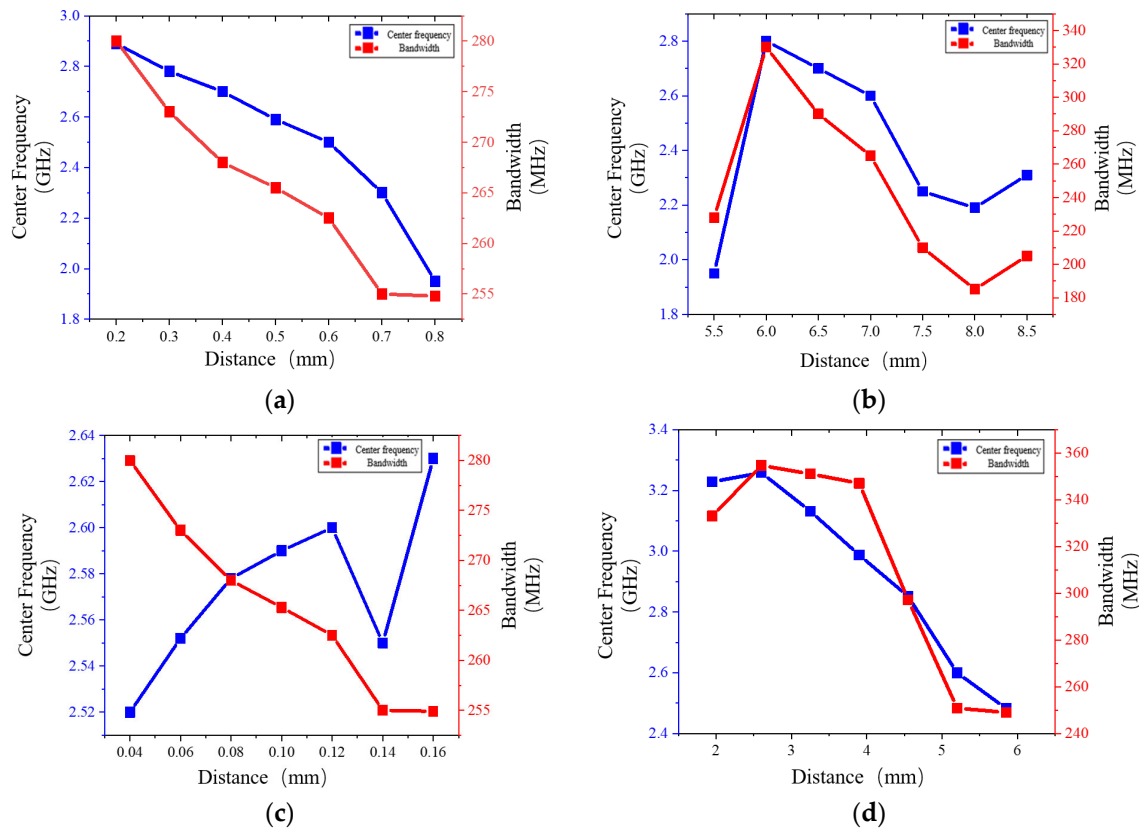 Center Frequency
(GHz)
3.0
2.8
2.6
2.4
2.2
2.0
1.8
Center frequency
Bandwidth
280
275
270
265
260
255
Bandwidth
(MHz)
0.2 0.3 0.4 0.5 0.6 0.7 0.8
Distance (mm)
(a)
Center Frequency
(GHz)
2.8
2.6
2.4
2.2
2.0
1.8
Center frequency
Bandwidth
340
320
300
280
260
240
220
200
180
Bandwidth
(MHz)
5.5 6.0 6.5 7.0 7.5 8.0 8.5
Distance (mm)
(b)
Center Frequency
(GHz)
2.64
2.62
2.60
2.58
2.56
2.54
2.52
Center frequency
Bandwidth
280
275
270
265
260
255
Bandwidth
(MHz)
0.04 0.06 0.08 0.10 0.12 0.14 0.16
Distance (mm)
(c)
Center Frequency
(GHz)
3.4
3.2
3.0
2.8
2.6
2.4
Center frequency
Bandwidth
360
340
320
300
280
260
240
Bandwidth
(MHz)
2 3 4 5 6
Distance (mm)
(d)